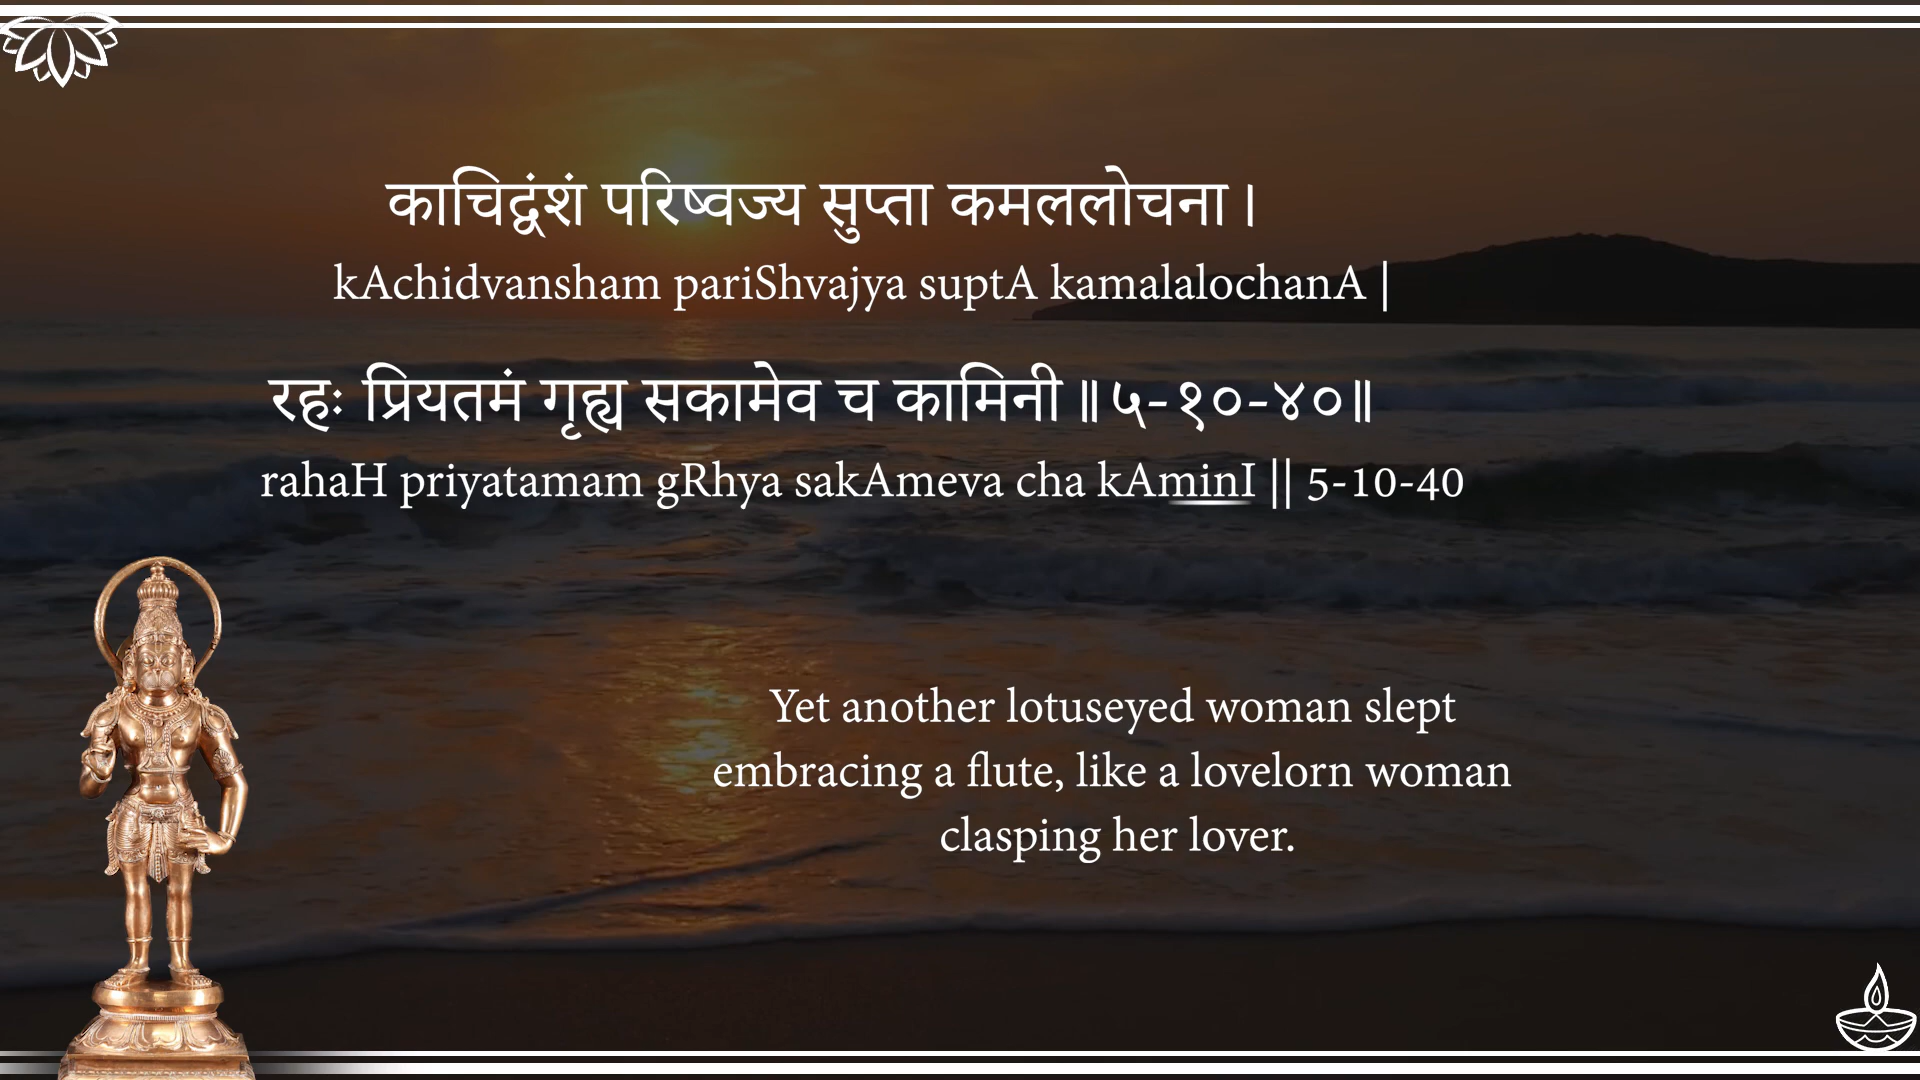 काचिद्वंशं परिष्वज्य सुप्ता कमललोचना ।
kAchidvansham pariShvajya suptA kamalalochanA |
रहः प्रियतमं गृह्य सकामेव च कामिनी ॥ ५-१०-४० ॥
rahaH priyatamam gRhya sakAmeva cha kAminI || 5-10-40
Yet another lotuseyed woman slept
embracing a flute, like a lovelorn woman
clasping her lover.